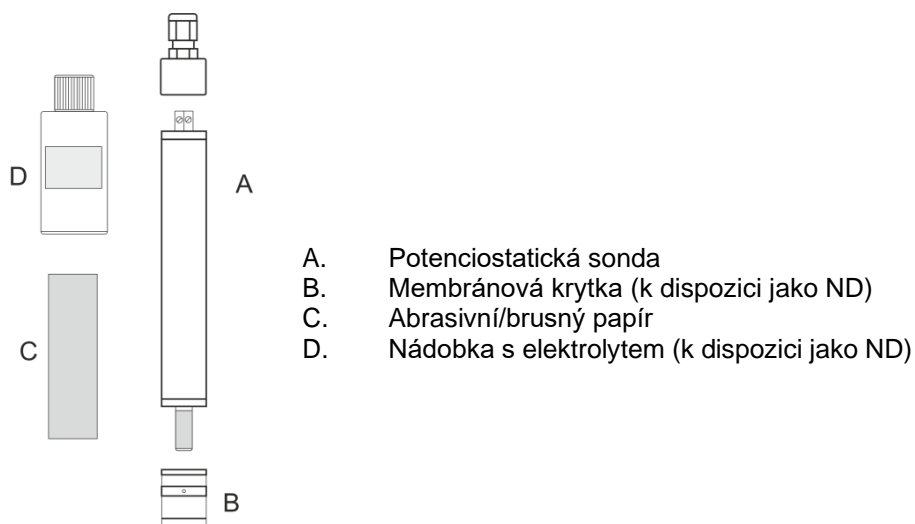 D
A
C
B
A. Potenciostatická sonda
B. Membránová krytka (k dispozici jako ND)
C. Abrasivní/brusný papír
D. Nádobka s elektrolytem (k dispozici jako ND)